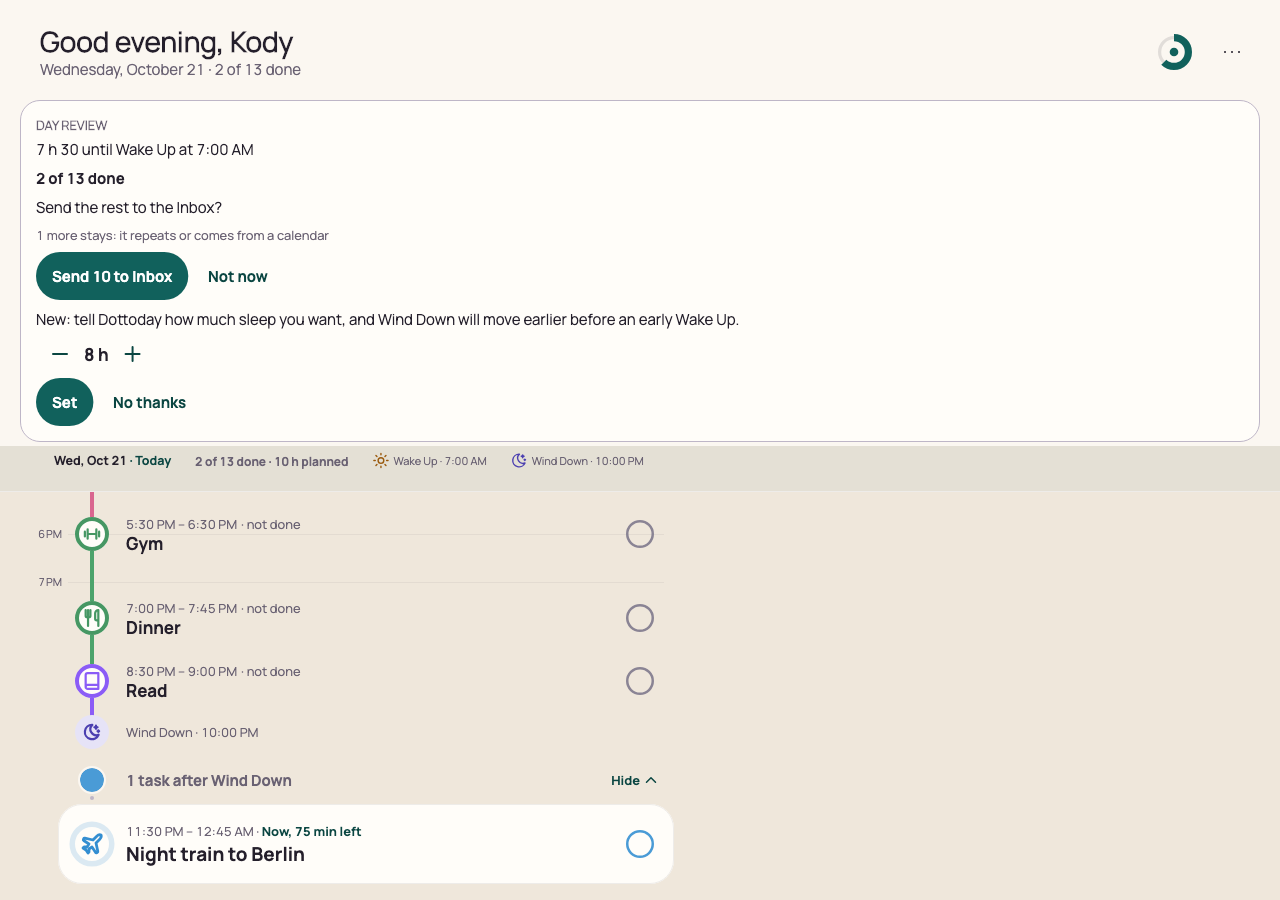 Good evening, Kody
Wednesday, October 21 · 2 of 13 done
DAY REVIEW
7 h 30 until Wake Up at 7:00 AM
2 of 13 done
Send the rest to the Inbox?
1 more stays: it repeats or comes from a calendar
Send 10 to Inbox Not now
New: tell Dottoday how much sleep you want, and Wind Down will move earlier before an early Wake Up.
8 h
Set No thanks
Wed, Oct 21 · Today 2 of 13 done · 10 h planned Wake Up · 7:00 AM Wind Down · 10:00 PM
5:30 PM – 6:30 PM · not done
6 PM
Gym
7 PM
7:00 PM – 7:45 PM · not done
Dinner
8:30 PM – 9:00 PM · not done
Read
Wind Down · 10:00 PM
1 task after Wind Down Hide
11:30 PM – 12:45 AM · Now, 75 min left
Night train to Berlin